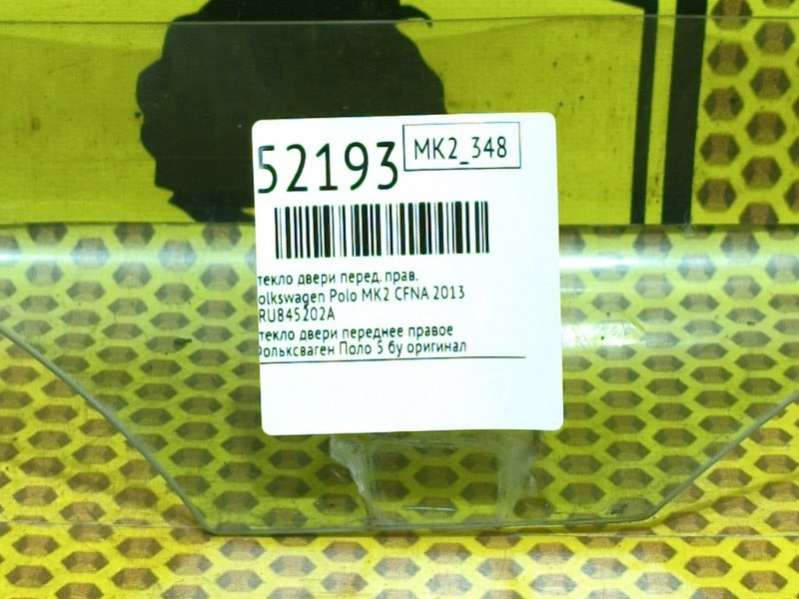 52193
MK2_348
текло двери перед. прав.
olkswagen Polo MK2 CFNA 2013
RU845202A
текло двери переднее правое
ольксваген Поло 5 бу оригинал